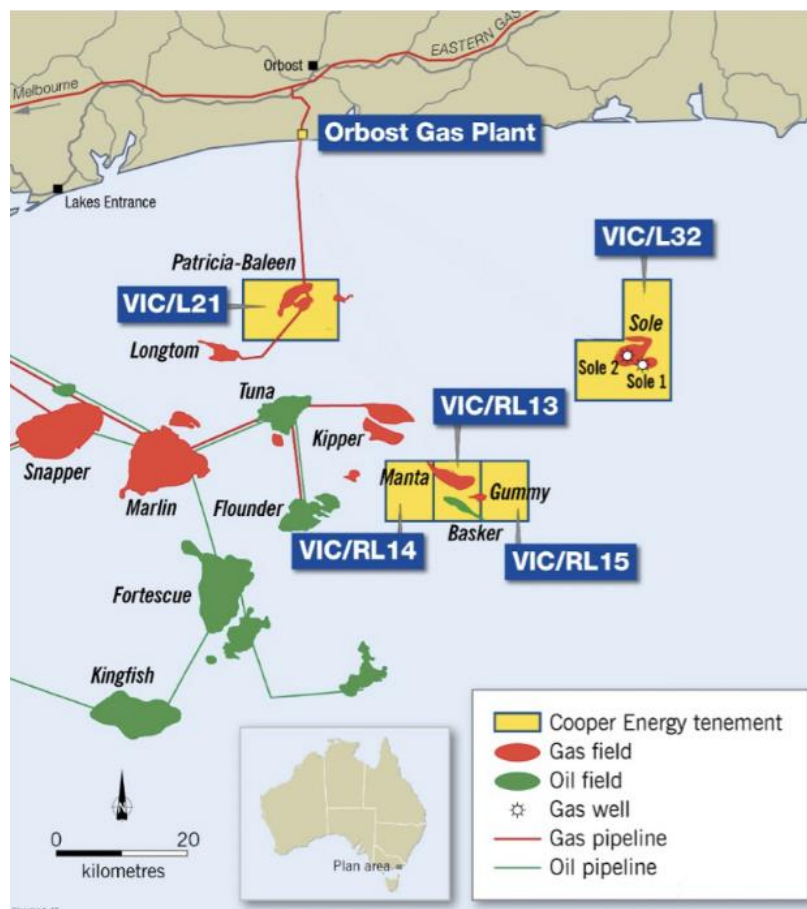 Orbost
EASTERN GAS
Melbourne
Orbost Gas Plant
Lakes Entrance
VIC/L32
Patricia-Baleen
VIC/L21
Sole
Longtom
Sole 2
Sole 1
Tuna
VIC/RL13
Kipper
Snapper
Manta
Marlin
Flounder
Gummy
Basker
VIC/RL14
VIC/RL15
Fortescue
Kingfish
Cooper Energy tenement
Gas field
Oil field
Gas well
Gas pipeline
Oil pipeline
N
0 20
kilometres
Plan area